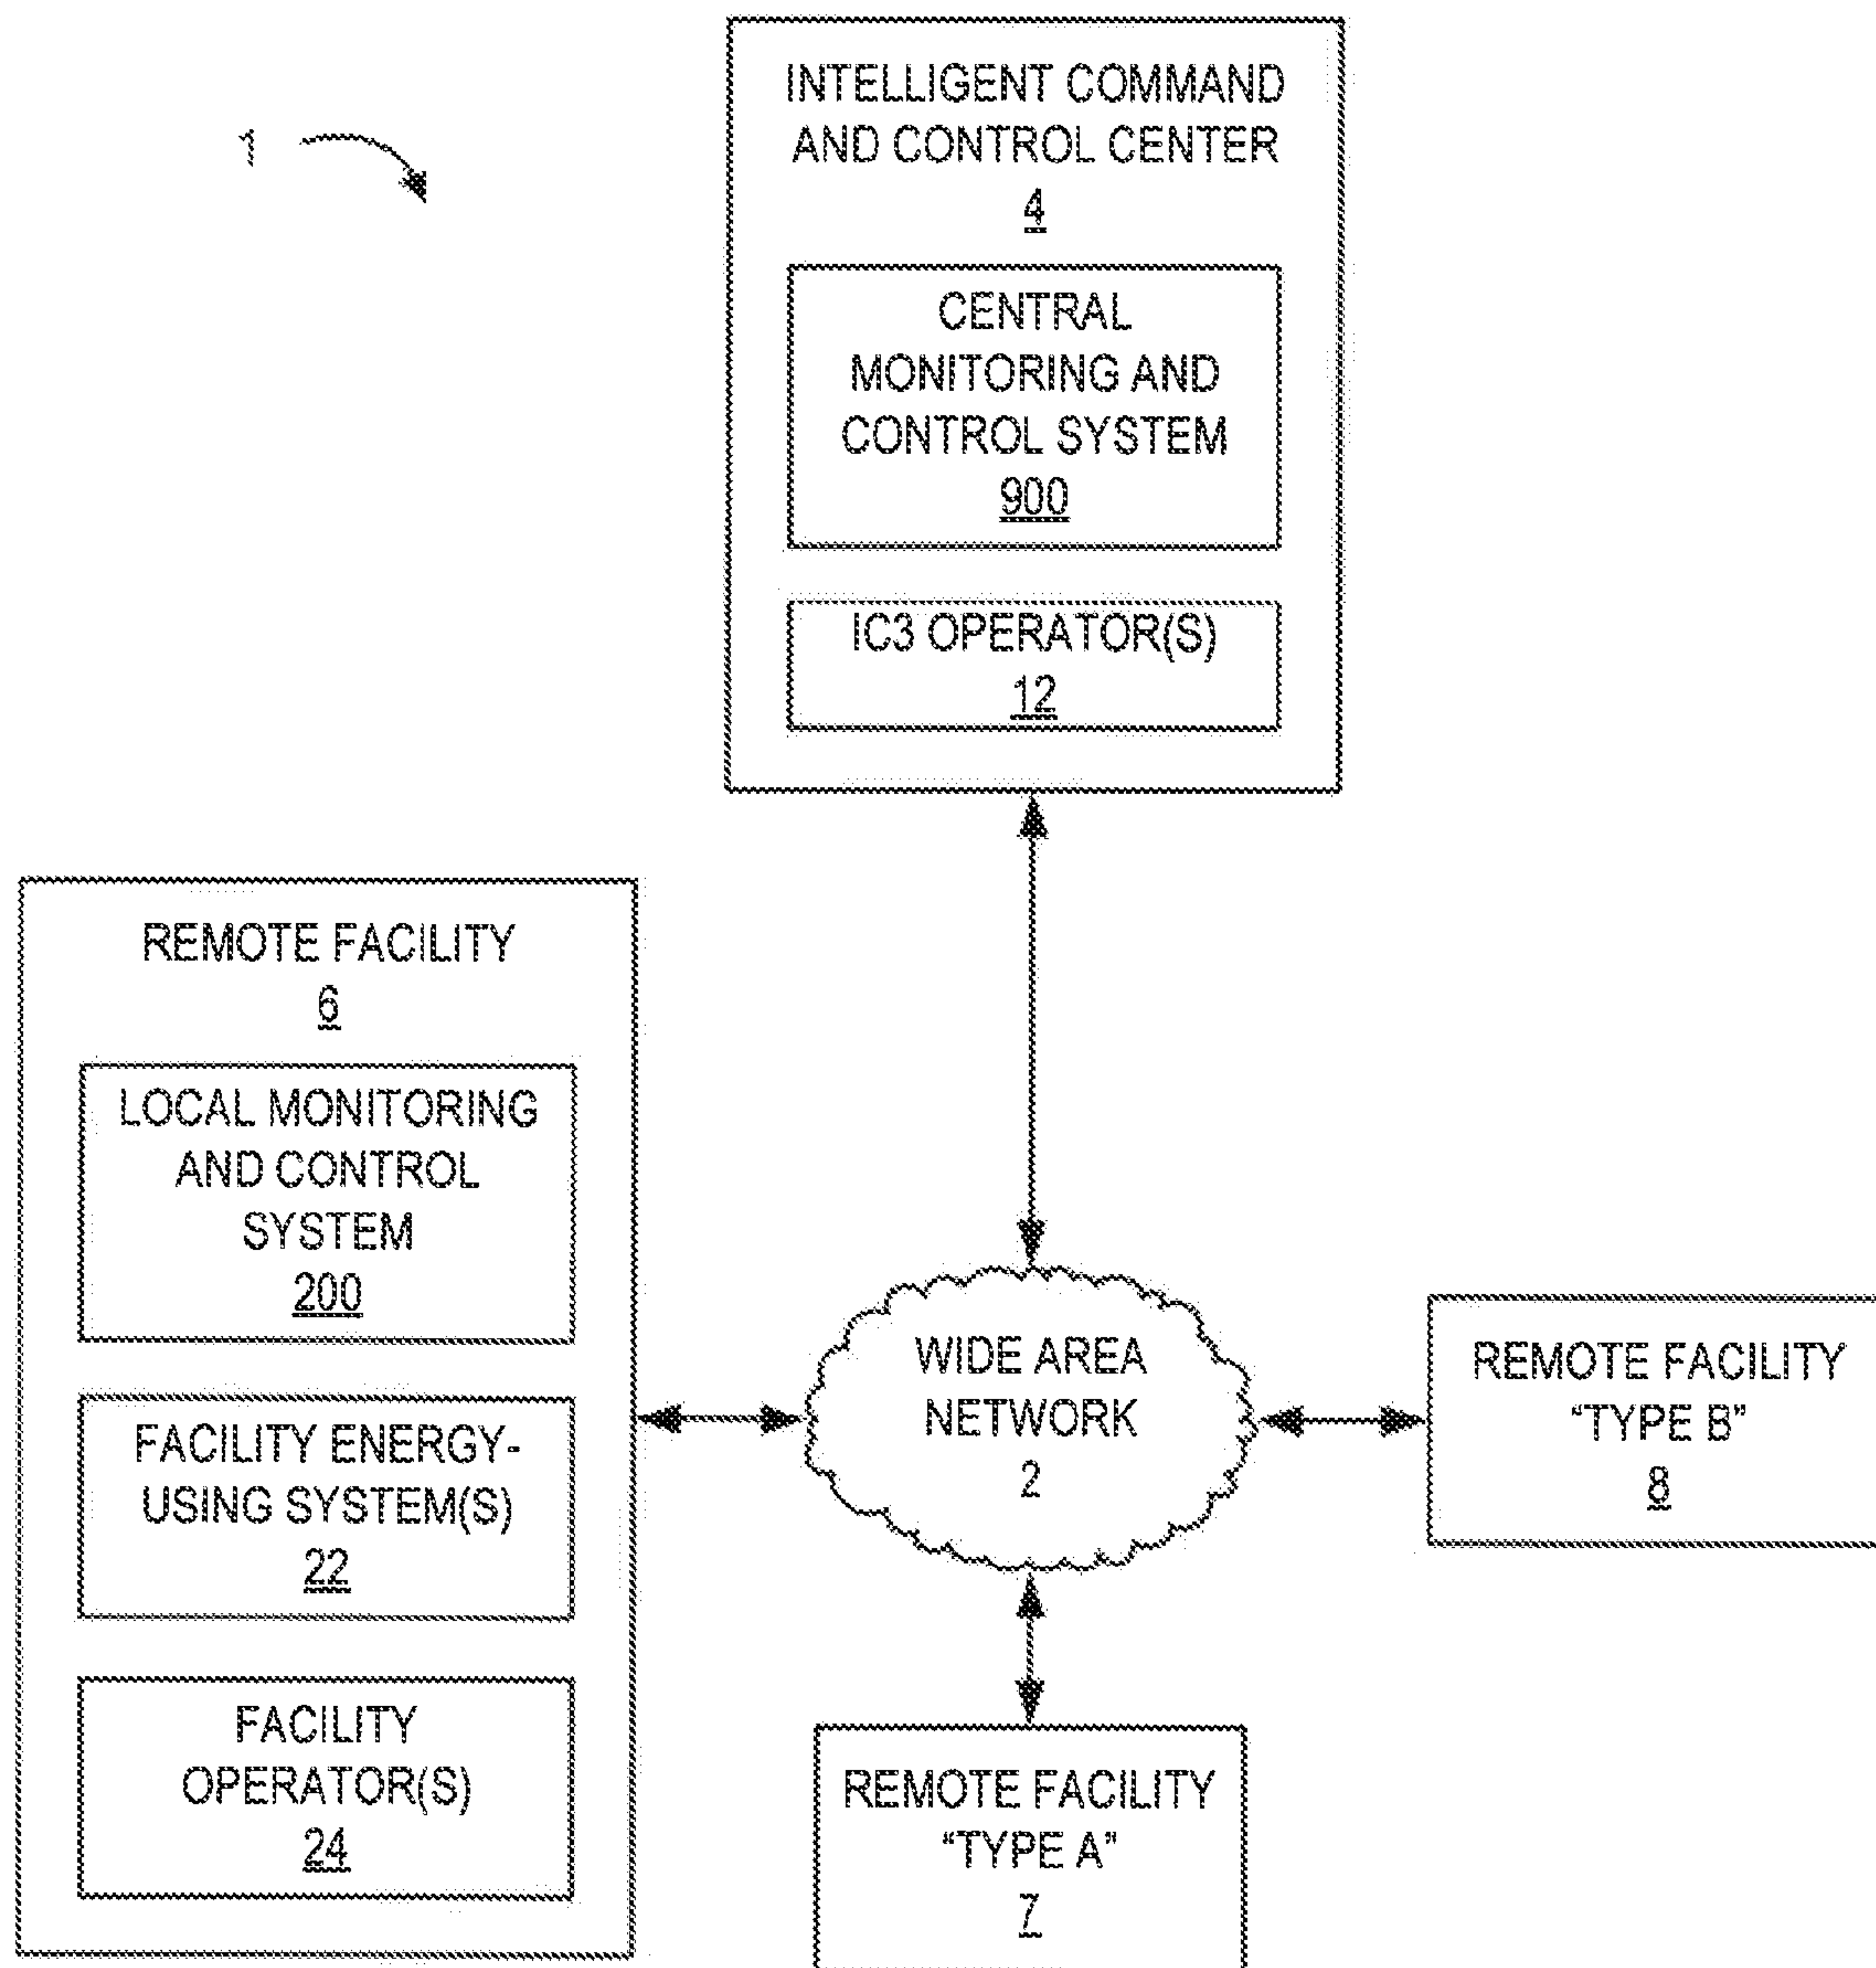 1
INTELLIGENT COMMAND
AND CONTROL CENTER
4
CENTRAL
MONITORING AND
CONTROL SYSTEM
900
IC3 OPERATOR(S)
12
REMOTE FACILITY
6
LOCAL MONITORING
AND CONTROL
SYSTEM
200
FACILITY ENERGY-
USING SYSTEM(S)
22
FACILITY
OPERATOR(S)
24
WIDE AREA
NETWORK
2
REMOTE FACILITY
“TYPE B”
8
REMOTE FACILITY
“TYPE A”
7